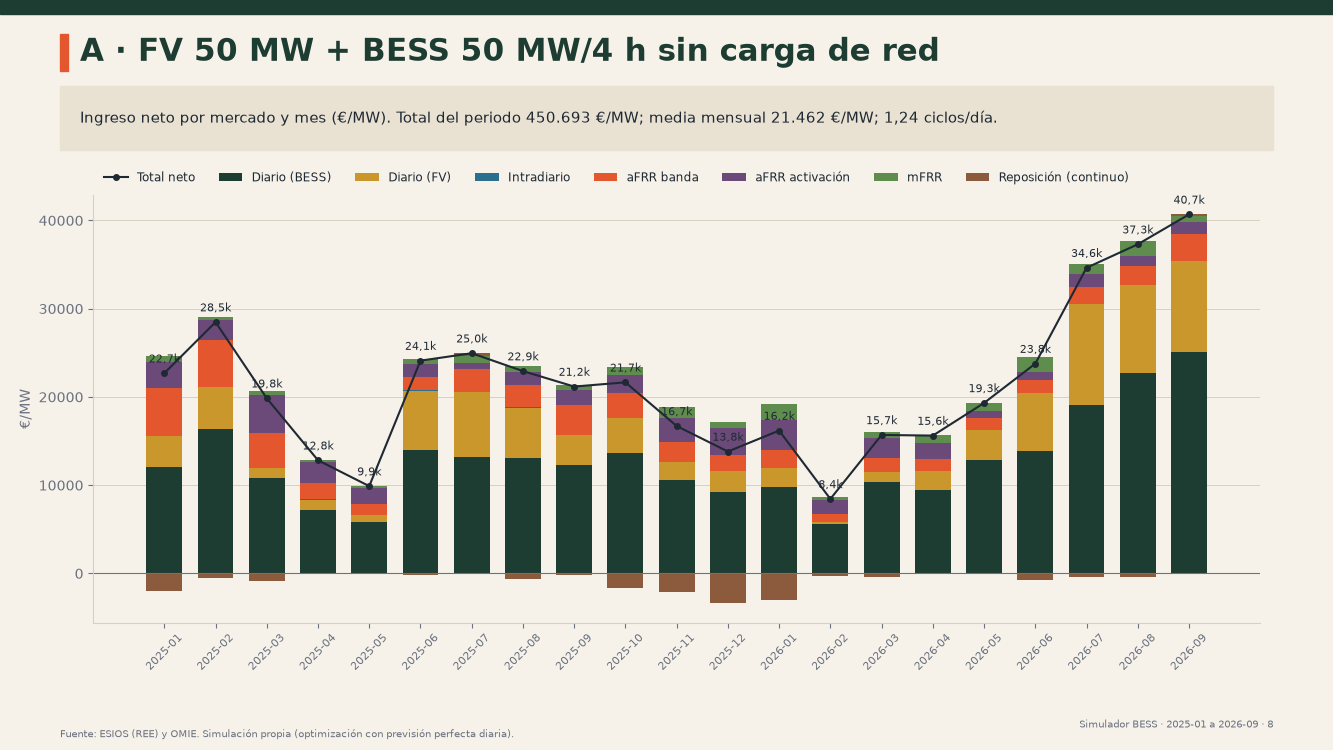 A · FV 50 MW + BESS 50 MW/4 h sin carga de red
Ingreso neto por mercado y mes (€/MW). Total del periodo 450.693 €/MW; media mensual 21.462 €/MW; 1,24 ciclos/día.
Total neto Diario (BESS) Diario (FV) Intradiario aFRR banda aFRR activación mFRR Reposición (continuo)
€/MW
40000
30000
20000
10000
0
22,7k 28,5k 19,8k 12,8k 9,9k 24,1k 25,0k 22,9k 21,2k 21,7k 16,7k 13,8k 16,2k 8,4k 15,7k 15,6k 19,3k 23,8k 34,6k 37,3k 40,7k
2025-01 2025-02 2025-03 2025-04 2025-05 2025-06 2025-07 2025-08 2025-09 2025-10 2025-11 2025-12 2026-01 2026-02 2026-03 2026-04 2026-05 2026-06 2026-07 2026-08 2026-09
Simulador BESS · 2025-01 a 2026-09 · 8
Fuente: ESIOS (REE) y OMIE. Simulación propia (optimización con previsión perfecta diaria).